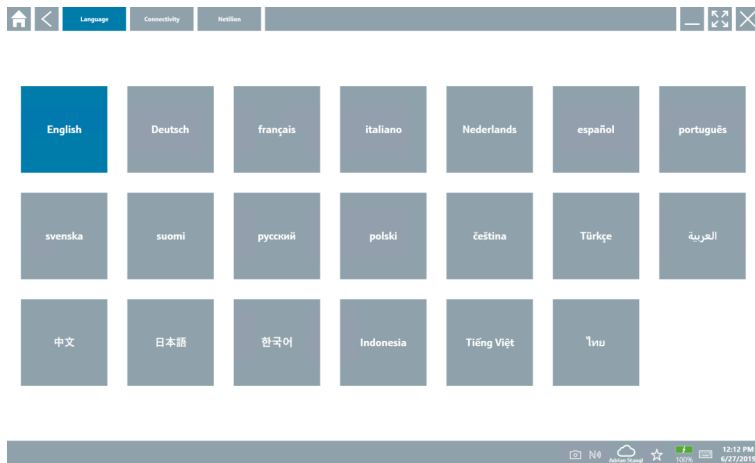 Language
Connectivity
Netilion
English
Deutsch
français
italiano
Nederlands
español
português
svenska
suomi
русский
polski
čeština
Türkçe
العربية
中文
日本語
한국어
Indonesia
Tiếng Việt
ไทย
100%
12:12 PM
6/27/2019